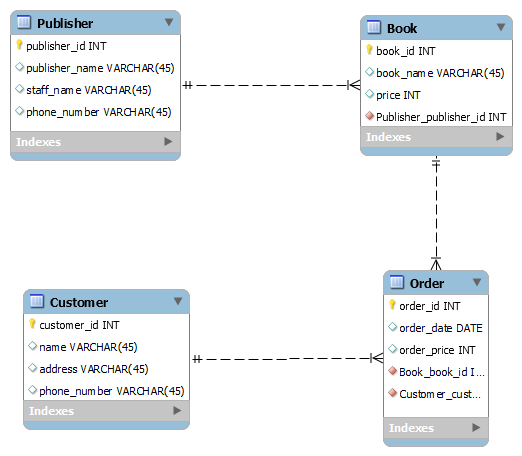 Publisher
publisher_id INT
publisher_name VARCHAR(45)
staff_name VARCHAR(45)
phone_number VARCHAR(45)
Indexes
Book
book_id INT
book_name VARCHAR(45)
price INT
Publisher_publisher_id INT
Indexes
Customer
customer_id INT
name VARCHAR(45)
address VARCHAR(45)
phone_number VARCHAR(45)
Indexes
Order
order_id INT
order_date DATE
order_price INT
Book_book_id I...
Customer_cust...
Indexes